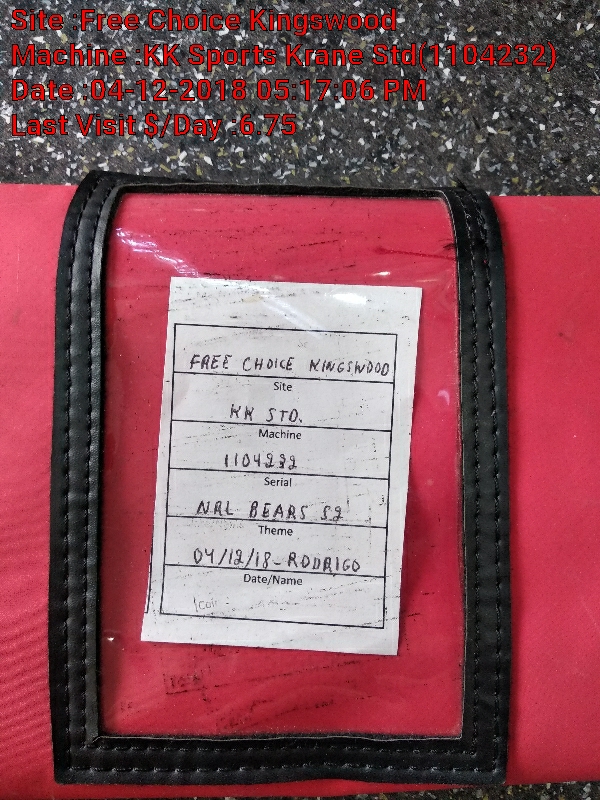 Site :Free Choice Kingswood
Machine :KK Sports Krane Std(1104232)
Date :04-12-2018 05:17:06 PM
Last Visit $/Day :6.75
FREE CHOICE KINGSWOOD
Site
KK STD.
Machine
1104232
Serial
NRL BEARS S2
Theme
04/12/18-RODRIGO
Date/Name